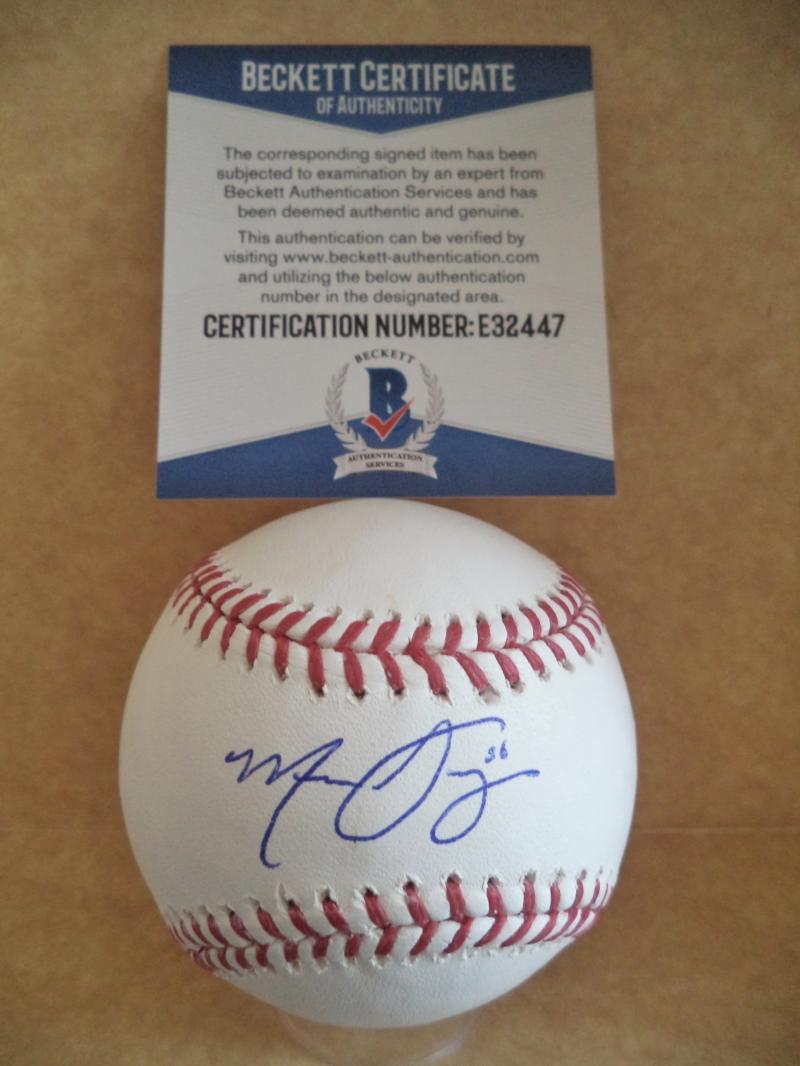 BECKETT CERTIFICATE
OF AUTHENTICITY
The corresponding signed item has been
subjected to examination by an expert from
Beckett Authentication Services and has
been deemed authentic and genuine.
This authentication can be verified by
visiting www.beckett-authentication.com
and utilizing the below authentication
number in the designated area.
CERTIFICATION NUMBER: E32447
BECKETT
B
AUTHENTICATION
SERVICES